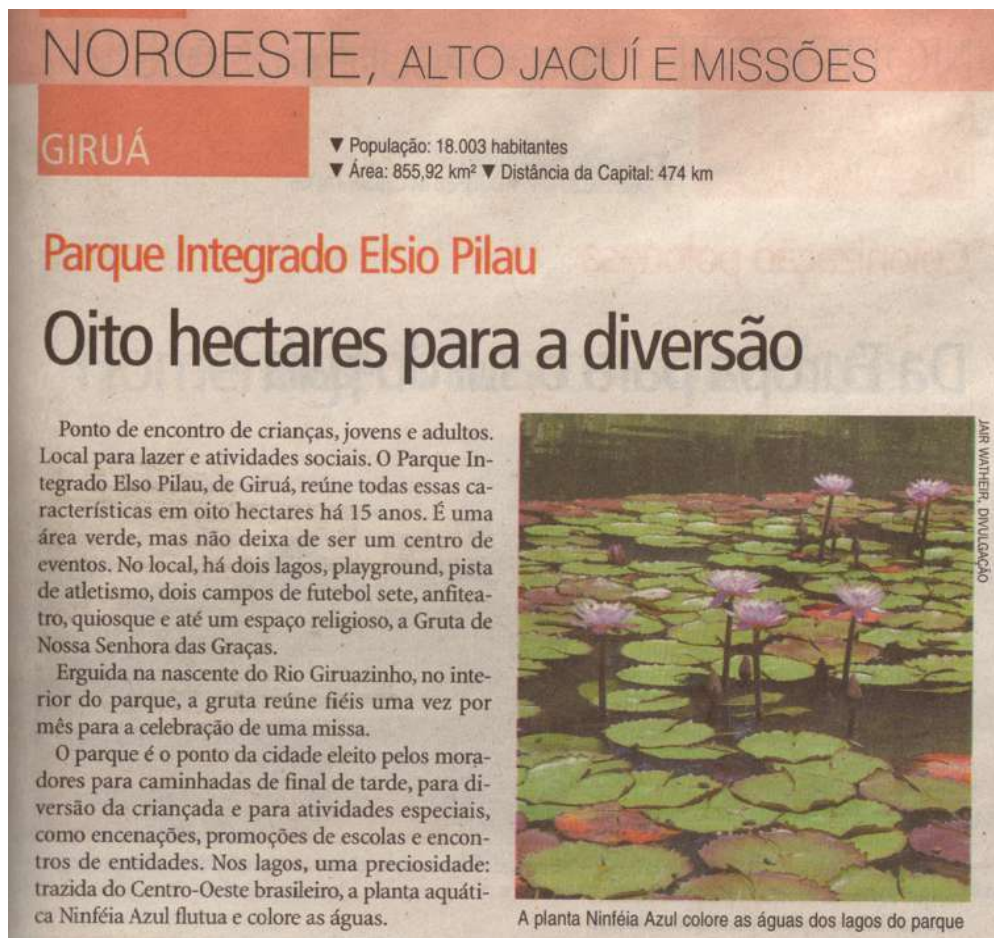 NOROESTE, ALTO JACUÍ E MISSÕES
GIRUÁ
▼ População: 18.003 habitantes
▼ Área: 855,92 km² ▼ Distância da Capital: 474 km
Parque Integrado Elsio Pilau
Oito hectares para a diversão
Ponto de encontro de crianças, jovens e adultos.
Local para lazer e atividades sociais. O Parque In-
tegrado Elso Pilau, de Giruá, reúne todas essas ca-
racterísticas em oito hectares há 15 anos. É uma
área verde, mas não deixa de ser um centro de
eventos. No local, há dois lagos, playground, pista
de atletismo, dois campos de futebol sete, anfitea-
tro, quiosque e até um espaço religioso, a Gruta de
Nossa Senhora das Graças.
Erguida na nascente do Rio Giruazinho, no inte-
rior do parque, a gruta reúne fiéis uma vez por
mês para a celebração de uma missa.
O parque é o ponto da cidade eleito pelos mora-
dores para caminhadas de final de tarde, para di-
versão da criançada e para atividades especiais,
como encenações, promoções de escolas e encon-
tros de entidades. Nos lagos, uma preciosidade:
trazida do Centro-Oeste brasileiro, a planta aquáti-
ca Ninféia Azul flutua e colore as águas.
JAIR WATHEIR, DIVULGAÇÃO
A planta Ninféia Azul colore as águas dos lagos do parque